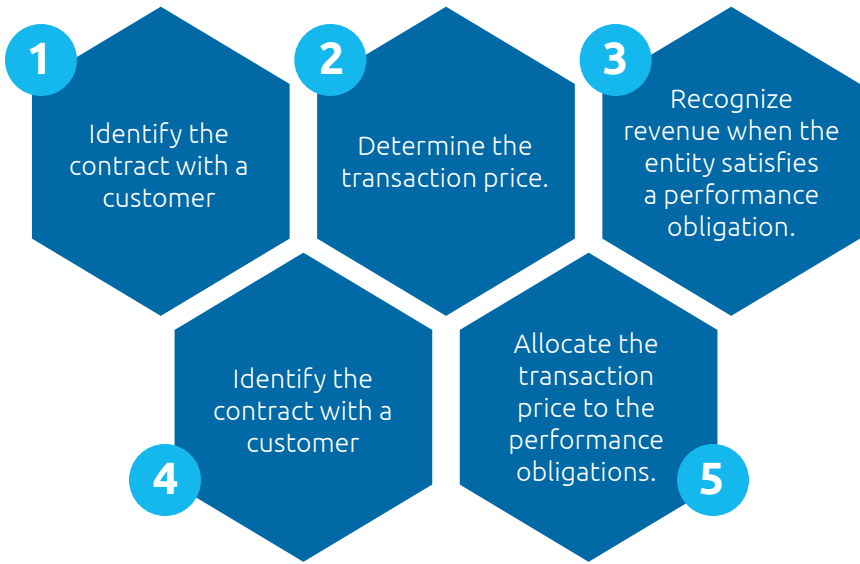 1
Identify the
contract with a
customer
2
Determine the
transaction price.
3
Recognize
revenue when the
entity satisfies
a performance
obligation.
4
Identify the
contract with a
customer
5
Allocate the
transaction
price to the
performance
obligations.